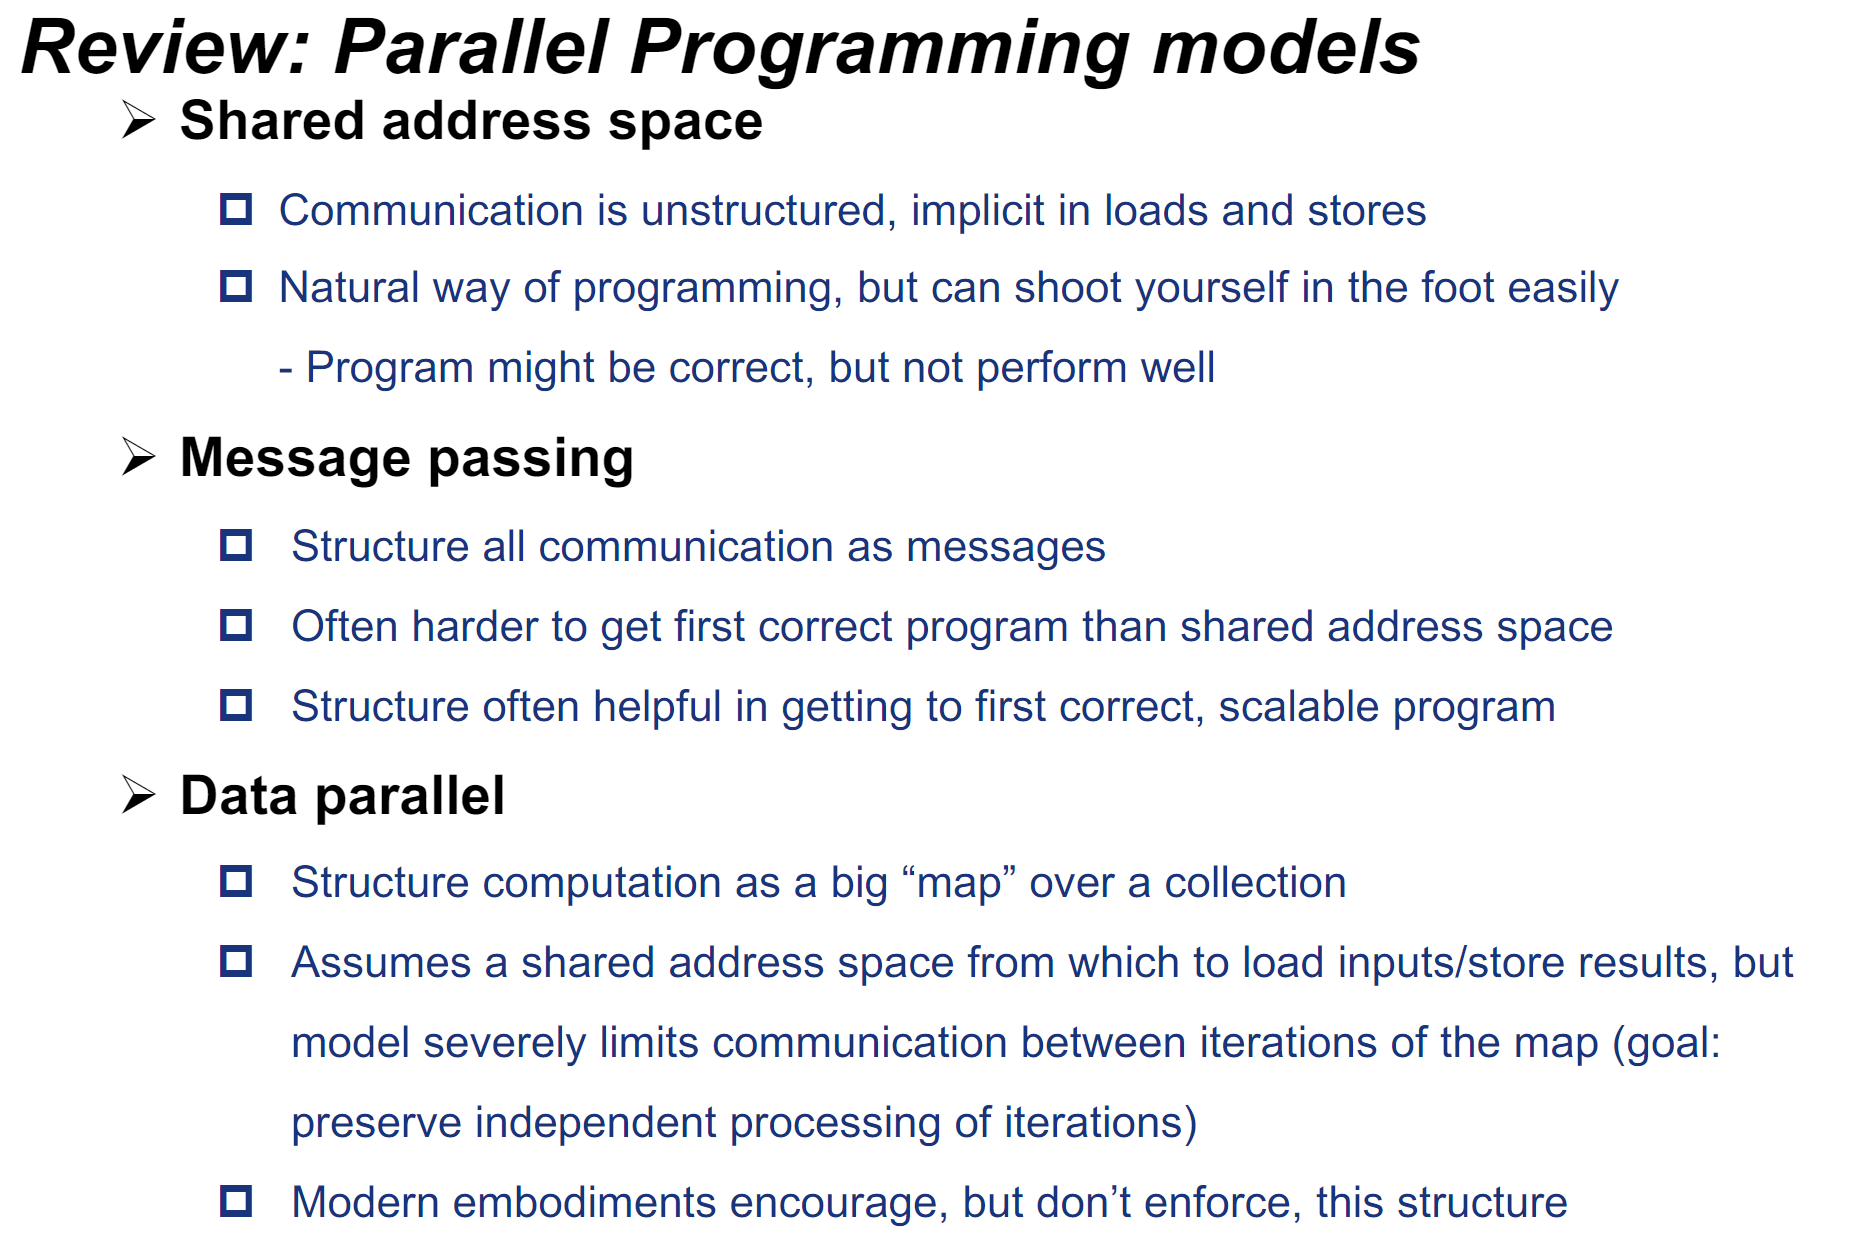 Review: Parallel Programming models
➢ Shared address space
❑ Communication is unstructured, implicit in loads and stores
❑ Natural way of programming, but can shoot yourself in the foot easily
- Program might be correct, but not perform well
➢ Message passing
❑ Structure all communication as messages
❑ Often harder to get first correct program than shared address space
❑ Structure often helpful in getting to first correct, scalable program
➢ Data parallel
❑ Structure computation as a big “map” over a collection
❑ Assumes a shared address space from which to load inputs/store results, but
model severely limits communication between iterations of the map (goal:
preserve independent processing of iterations)
❑ Modern embodiments encourage, but don’t enforce, this structure